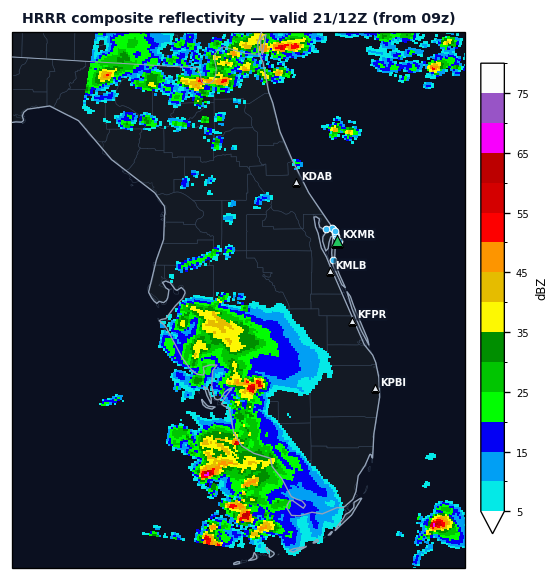 HRRR composite reflectivity — valid 21/12Z (from 09z)
KDAB
KXMR
KMLB
KFPR
KPBI
75
65
55
45
35
25
15
5
dBZ